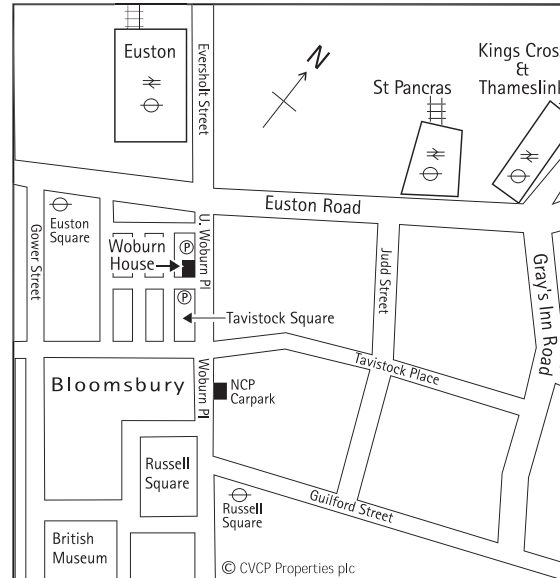 Euston
Eversholt Street
N
St Pancras
Kings Cross
&
Thameslink
Euston Road
Gower Street
Euston
Square
Woburn
House
P
U. Woburn Pl
P
Tavistock Square
Judd Street
Gray's Inn Road
Tavistock Place
Bloomsbury
Woburn Pl
NCP
Carpark
Russell
Square
Russell
Square
Guilford Street
British
Museum
© CVCP Properties plc